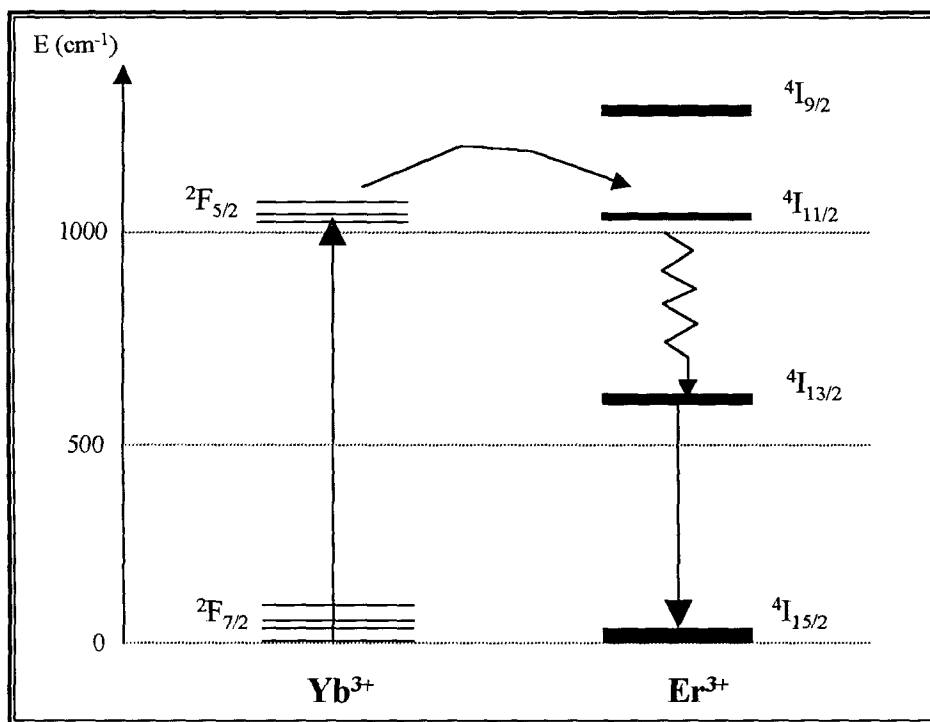 E (cm⁻¹)
⁴I₉/₂
²F₅/₂
⁴I₁₁/₂
1000
⁴I₁₃/₂
500
²F₇/₂
⁴I₁₅/₂
0
Yb³⁺ Er³⁺